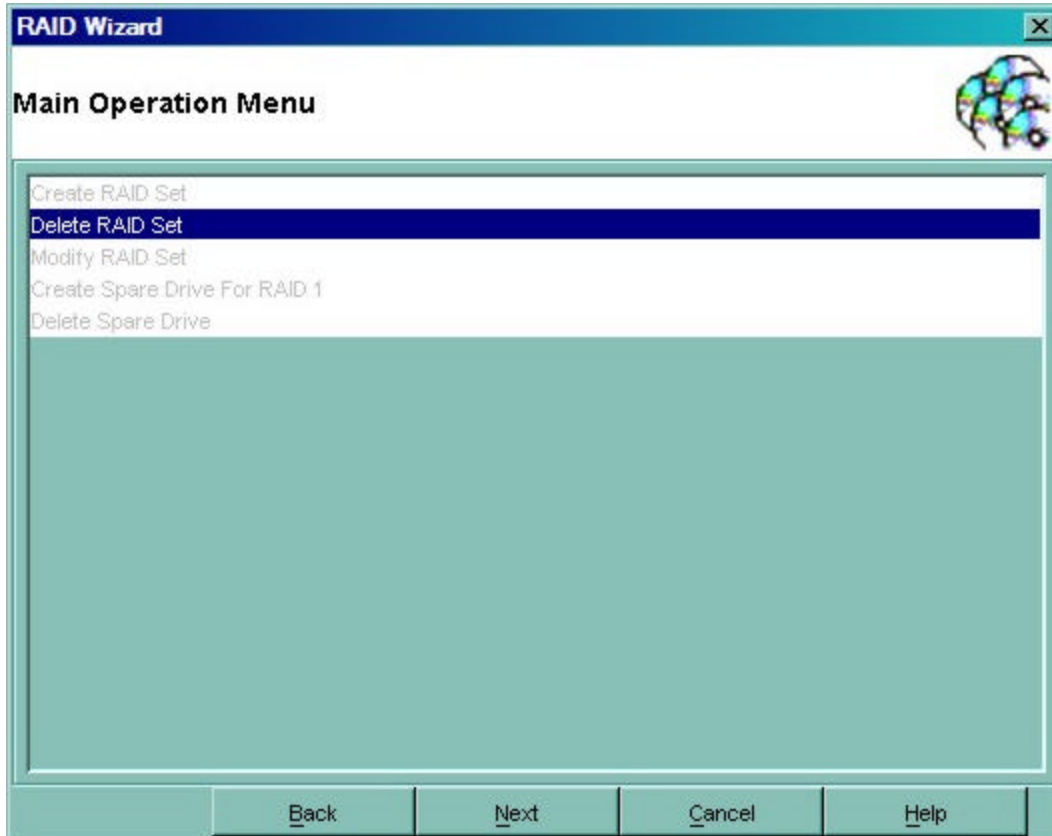 RAID Wizard
Main Operation Menu
Create RAID Set
Delete RAID Set
Modify RAID Set
Create Spare Drive For RAID 1
Delete Spare Drive
Back Next Cancel Help